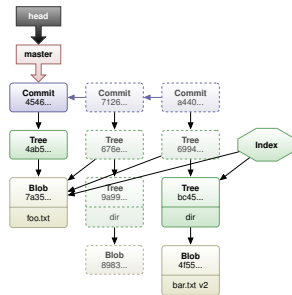 head
master
Commit
4546...
Commit
7126...
Commit
a440...
Tree
4ab5...
Tree
676e...
Tree
6994...
Index
Blob
7a35...
foo.txt
Tree
9a99...
dir
Tree
bc45...
dir
Blob
8983...
Blob
4f55...
bar.txt v2